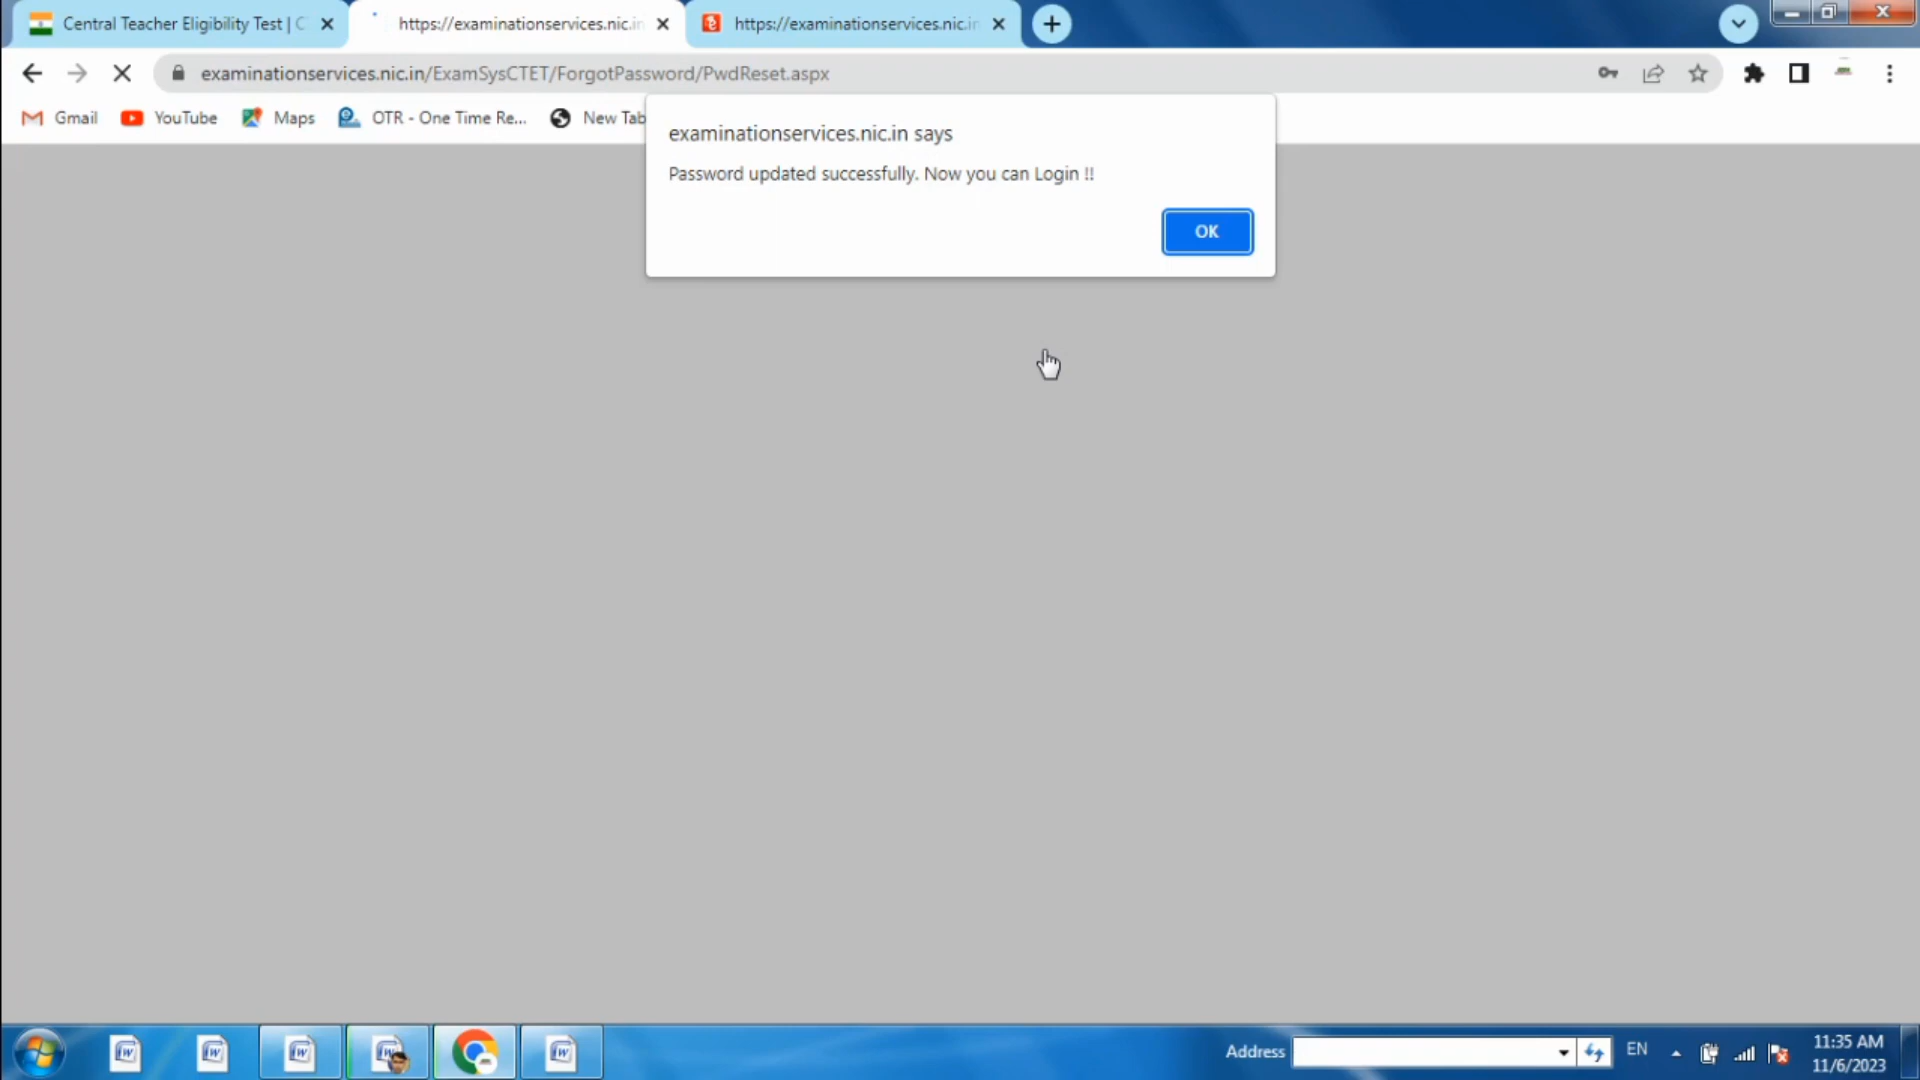 Central Teacher Eligibility Test | C
https://examinationservices.nic.in
https://examinationservices.nic.in
examinationservices.nic.in/ExamSysCTET/ForgotPassword/PwdReset.aspx
Gmail
YouTube
Maps
OTR - One Time Re...
New Tab
examinationservices.nic.in says
Password updated successfully. Now you can Login !!
OK
Address
EN
11:35 AM
11/6/2023